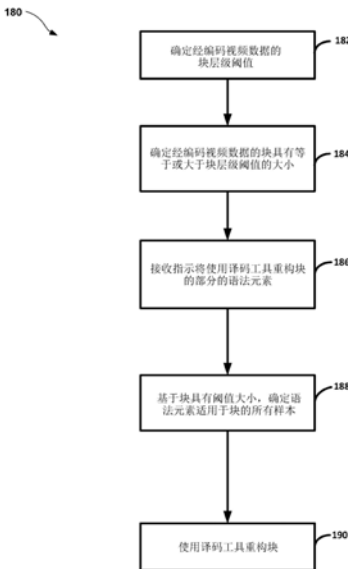 180
确定经编码视频数据的
块层级阈值
182
确定经编码视频数据的块具有等
于或大于块层级阈值的大小
184
接收指示将使用译码工具重构块
的部分的语法元素
186
基于块具有阈值大小，确定语
法元素适用于块的所有样本
188
使用译码工具重构块
190